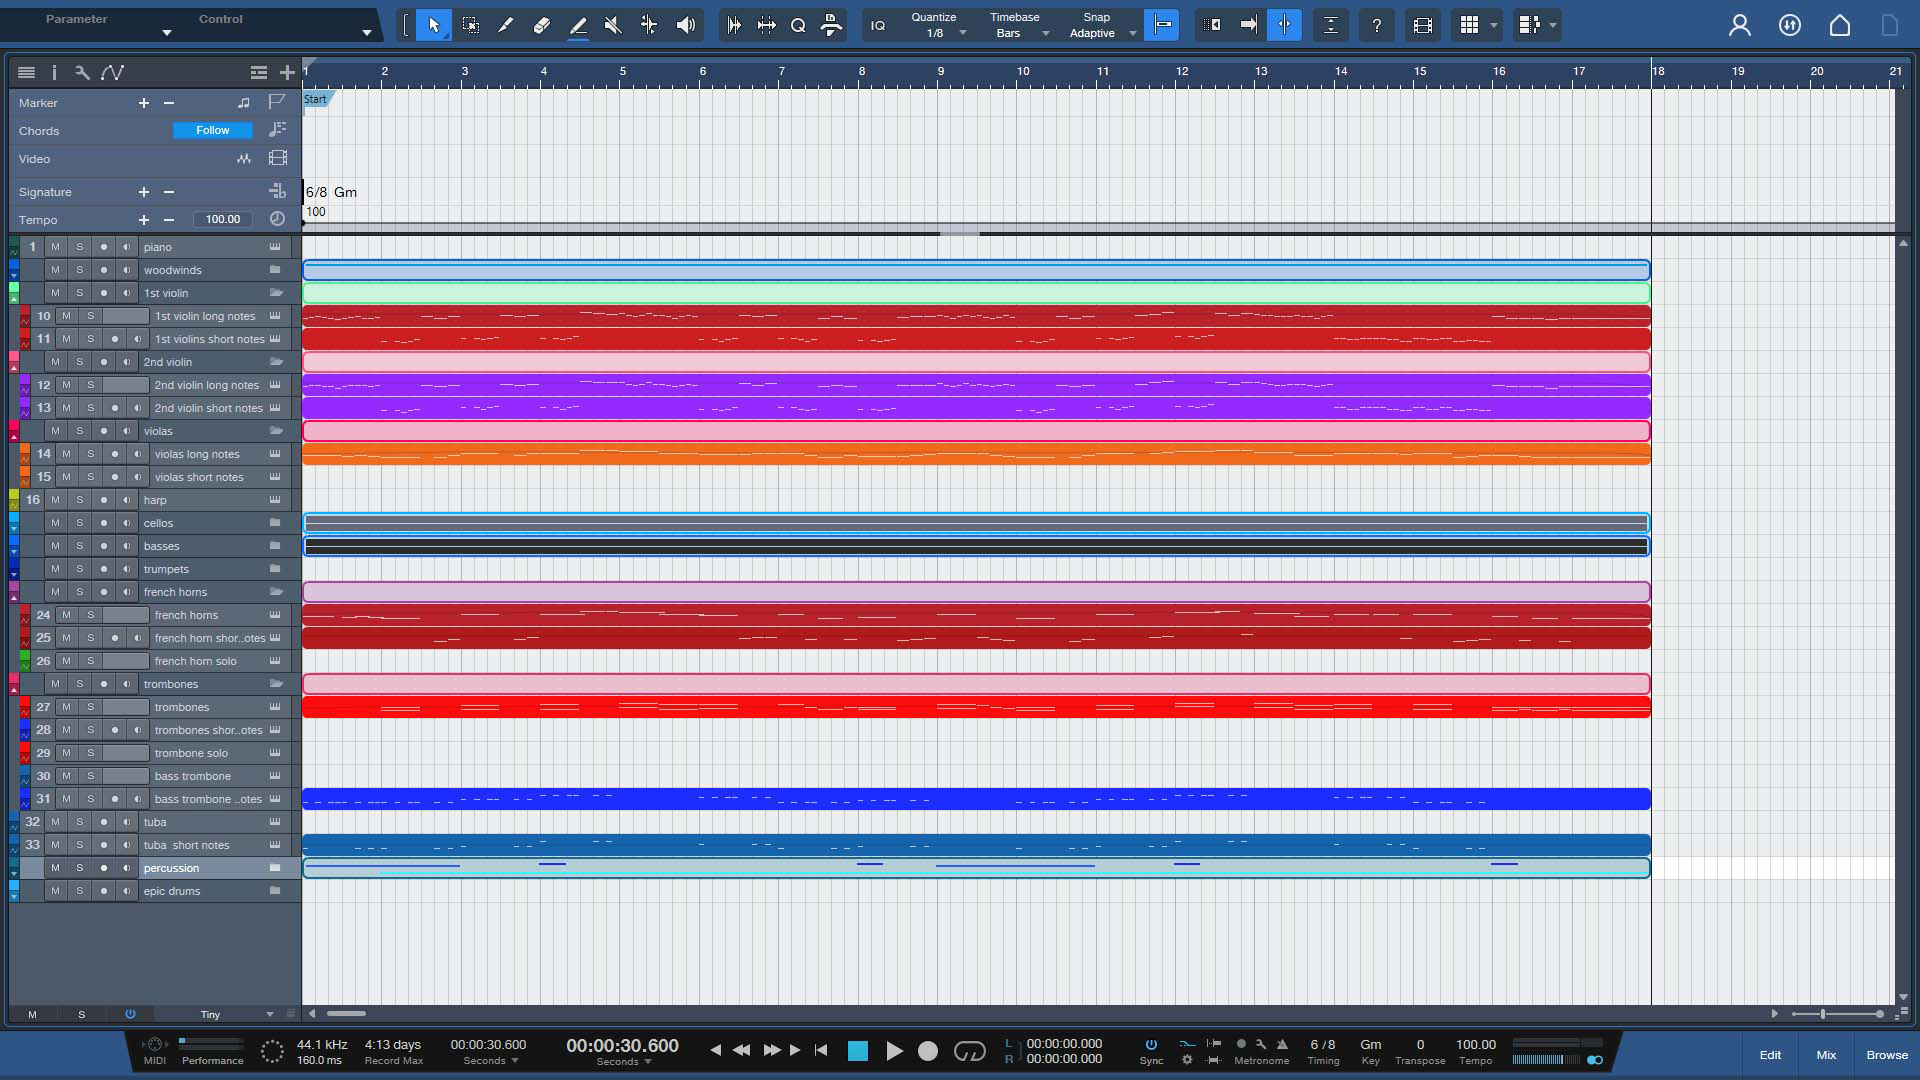 Parameter Control
IQ Quantize 1/8 Timebase Bars Snap Adaptive ?
1 2 3 4 5 6 7 8 9 10 11 12 13 14 15 16 17 18 19 20 21
Marker Start
Chords Follow
Video
Signature 6/8 Gm
Tempo 100.00 100
1 M S piano
M S woodwinds
M S 1st violin
10 M S 1st violin long notes
11 M S 1st violins short notes
M S 2nd violin
12 M S 2nd violin long notes
13 M S 2nd violin short notes
M S violas
14 M S violas long notes
15 M S violas short notes
16 M S harp
M S cellos
M S basses
M S trumpets
M S french horns
24 M S french horns
25 M S french horn shor..otes
26 M S french horn solo
M S trombones
27 M S trombones
28 M S trombones shor..otes
29 M S trombone solo
30 M S bass trombone
31 M S bass trombone ..otes
32 M S tuba
33 M S tuba short notes
M S percussion
M S epic drums
M S Tiny
MIDI Performance
44.1 kHz 160.0 ms
4:13 days Record Max
00:00:30.600 Seconds
00:00:30.600 Seconds
L 00:00:00.000
R 00:00:00.000
Sync Metronome
6 / 8 Timing
Gm Key
0 Transpose
100.00 Tempo
Edit Mix Browse